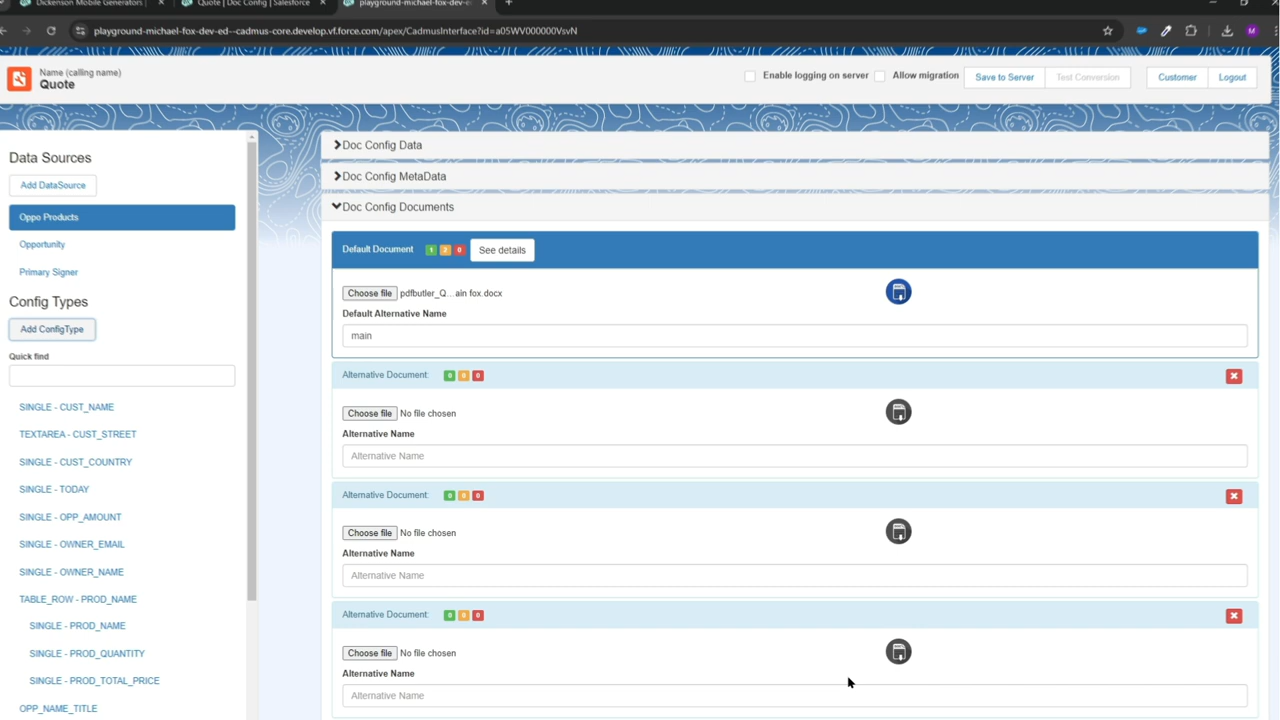 Dickenson Mobile Generators |
Quote | Doc Config | Salesforce
playground-michael-fox-dev-ed
playground-michael-fox-dev-ed--cadmus-core.develop.vf.force.com/apex/CadmusInterface?id=a05WV000000VsvN
M
Name (calling name)
Quote
Enable logging on server
Allow migration
Save to Server
Test Conversion
Customer
Logout
Data Sources
Add DataSource
Oppo Products
Opportunity
Primary Signer
Config Types
Add ConfigType
Quick find
SINGLE - CUST_NAME
TEXTAREA - CUST_STREET
SINGLE - CUST_COUNTRY
SINGLE - TODAY
SINGLE - OPP_AMOUNT
SINGLE - OWNER_EMAIL
SINGLE - OWNER_NAME
TABLE_ROW - PROD_NAME
SINGLE - PROD_NAME
SINGLE - PROD_QUANTITY
SINGLE - PROD_TOTAL_PRICE
OPP_NAME_TITLE
Doc Config Data
Doc Config MetaData
Doc Config Documents
Default Document 1 2 0 See details
Choose file pdfbutler_Q... ain fox.docx
Default Alternative Name
main
Alternative Document: 0 0 0
Choose file No file chosen
Alternative Name
Alternative Name
Alternative Document: 0 0 0
Choose file No file chosen
Alternative Name
Alternative Name
Alternative Document: 0 0 0
Choose file No file chosen
Alternative Name
Alternative Name